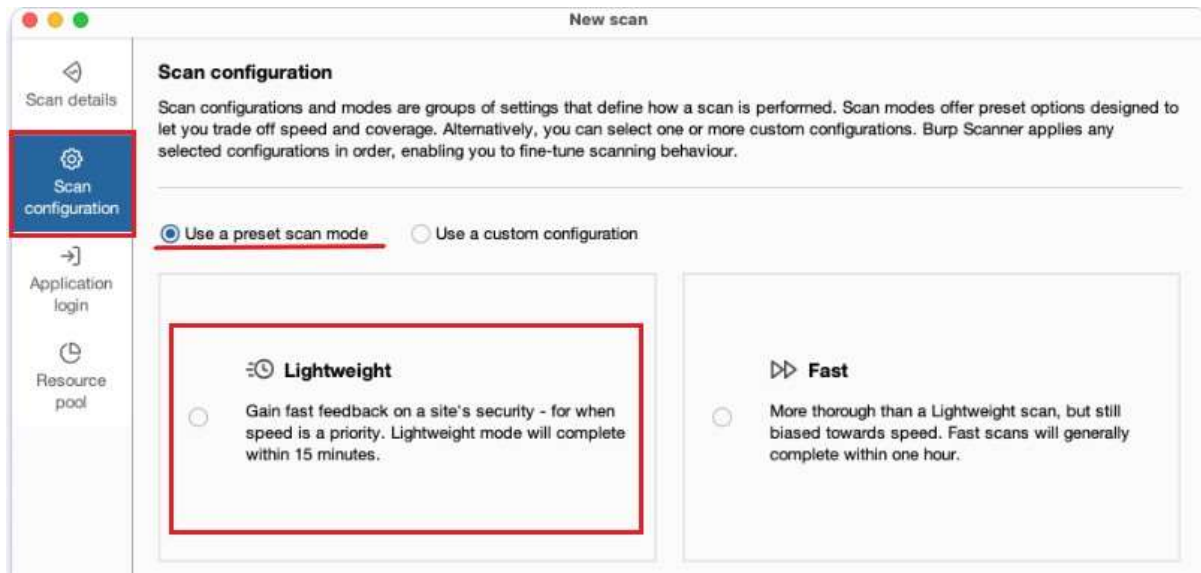 New scan
Scan details
Scan
configuration
Application
login
Resource
pool
Scan configuration
Scan configurations and modes are groups of settings that define how a scan is performed. Scan modes offer preset options designed to
let you trade off speed and coverage. Alternatively, you can select one or more custom configurations. Burp Scanner applies any
selected configurations in order, enabling you to fine-tune scanning behaviour.
Use a preset scan mode
Use a custom configuration
Lightweight
Gain fast feedback on a site's security - for when
speed is a priority. Lightweight mode will complete
within 15 minutes.
Fast
More thorough than a Lightweight scan, but still
biased towards speed. Fast scans will generally
complete within one hour.